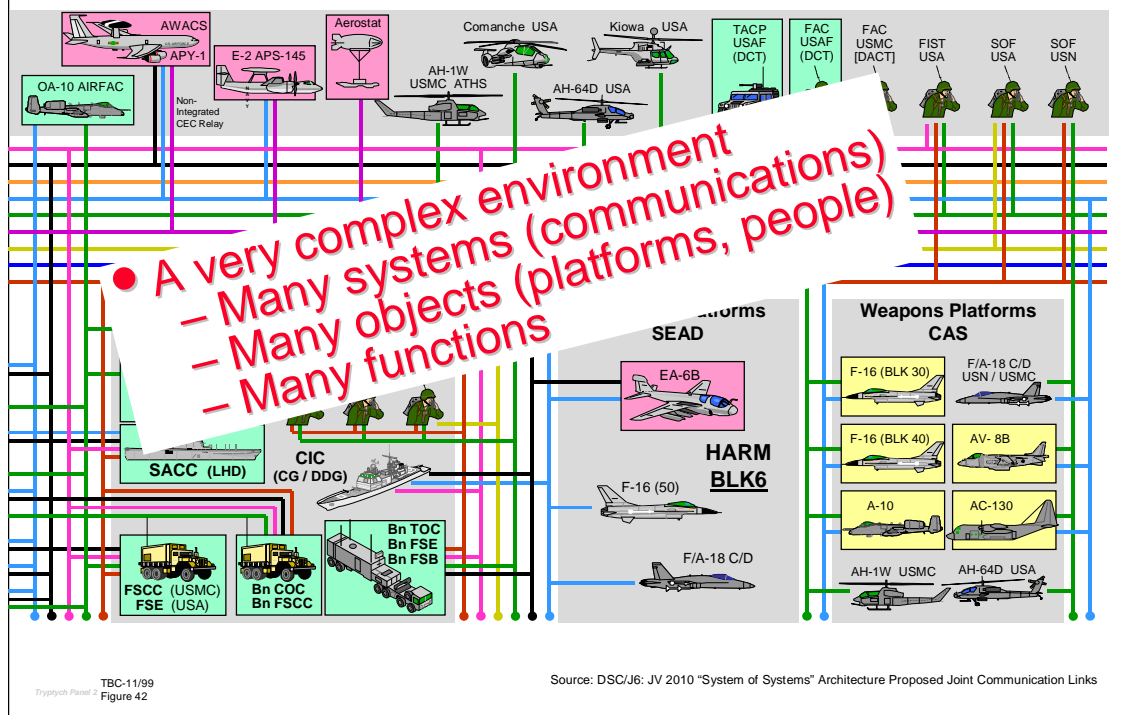 AWACS
APY-1
OA-10 AIRFAC
Non-
Integrated
CEC Relay
E-2 APS-145
NAVY
Aerostat
AH-1W
USMC ATHS
Comanche USA
AH-64D USA
Kiowa USA
TACP
USAF
(DCT)
FAC
USAF
(DCT)
FAC
USMC
[DACT]
FIST
USA
SOF
USA
SOF
USN
• A very complex environment
– Many systems (communications)
– Many objects (platforms, people)
– Many functions
SACC (LHD)
CIC
(CG / DDG)
FSCC (USMC)
FSE (USA)
Bn COC
Bn FSCC
Bn TOC
Bn FSE
Bn FSB
SEAD
EA-6B
HARM
BLK6
F-16 (50)
F/A-18 C/D
Weapons Platforms
CAS
F-16 (BLK 30)
F/A-18 C/D
USN / USMC
F-16 (BLK 40)
AV- 8B
A-10
AC-130
AH-1W USMC
AH-64D USA
Tryptych Panel 2
TBC-11/99
Figure 42
Source: DSC/J6: JV 2010 “System of Systems” Architecture Proposed Joint Communication Links